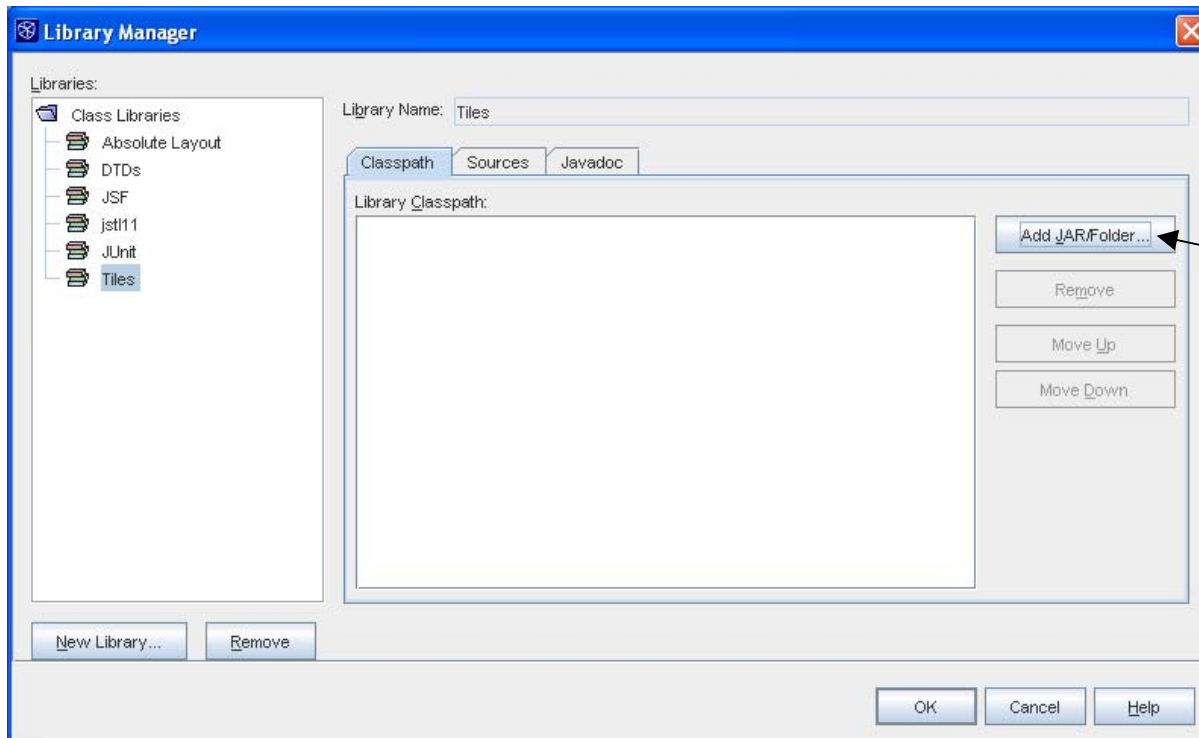 Library Manager
Libraries:
Class Libraries
Absolute Layout
DTDs
JSF
jstl11
JUnit
Tiles
Library Name: Tiles
Classpath Sources Javadoc
Library Classpath:
Add JAR/Folder...
Remove
Move Up
Move Down
New Library... Remove
OK Cancel Help